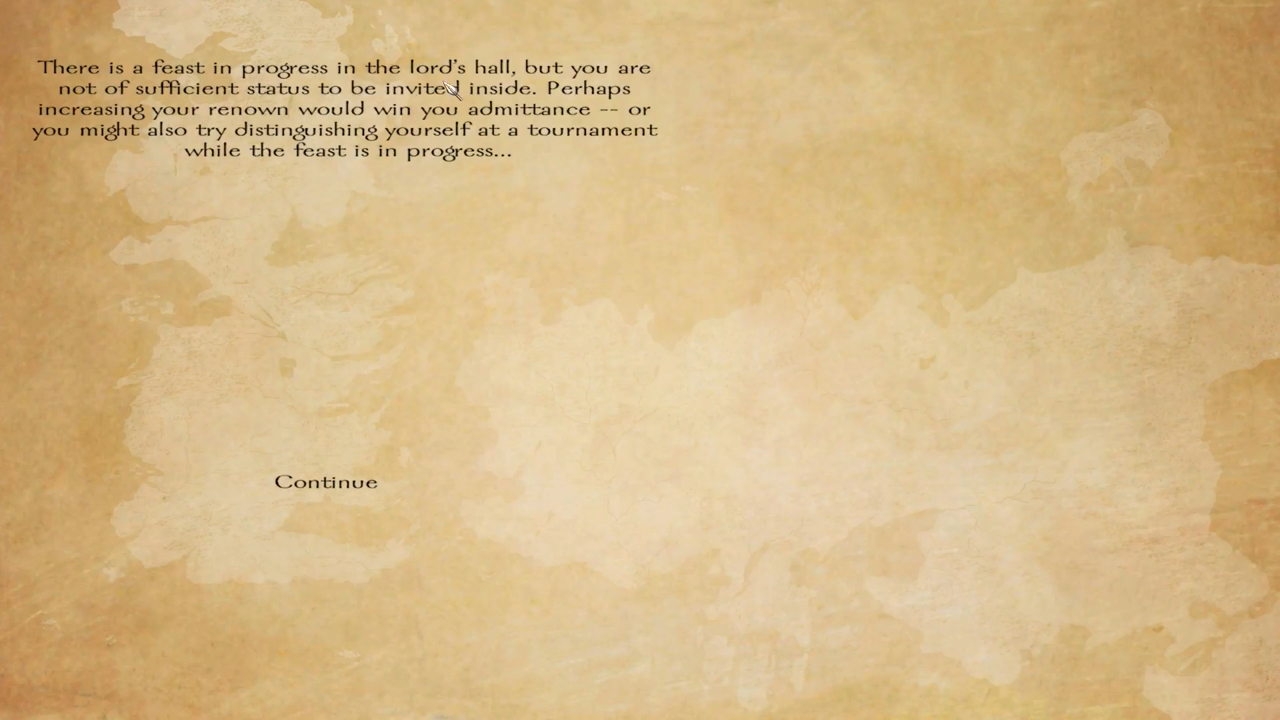 There is a feast in progress in the lord's hall, but you are
not of sufficient status to be invited inside. Perhaps
increasing your renown would win you admittance -- or
you might also try distinguishing yourself at a tournament
while the feast is in progress...
Continue